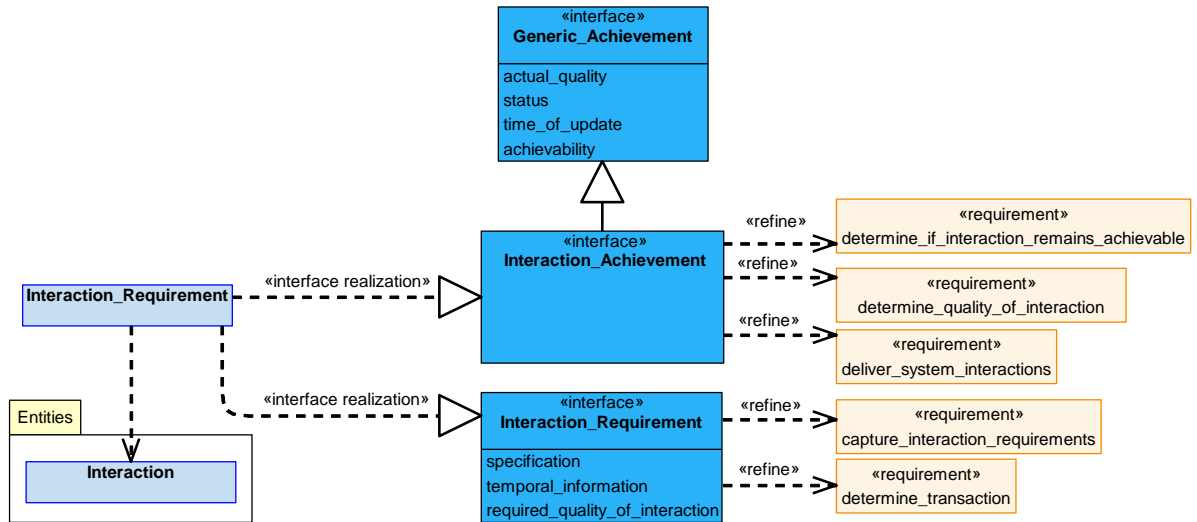 «interface»
Generic_Achievement
actual_quality
status
time_of_update
achievability
«interface»
Interaction_Achievement
«refine»
«requirement»
determine_if_interaction_remains_achievable
«refine»
«requirement»
determine_quality_of_interaction
«refine»
«requirement»
deliver_system_interactions
Interaction_Requirement
«interface realization»
«interface realization»
«interface»
Interaction_Requirement
specification
temporal_information
required_quality_of_interaction
«refine»
«requirement»
capture_interaction_requirements
«refine»
«requirement»
determine_transaction
Entities
Interaction